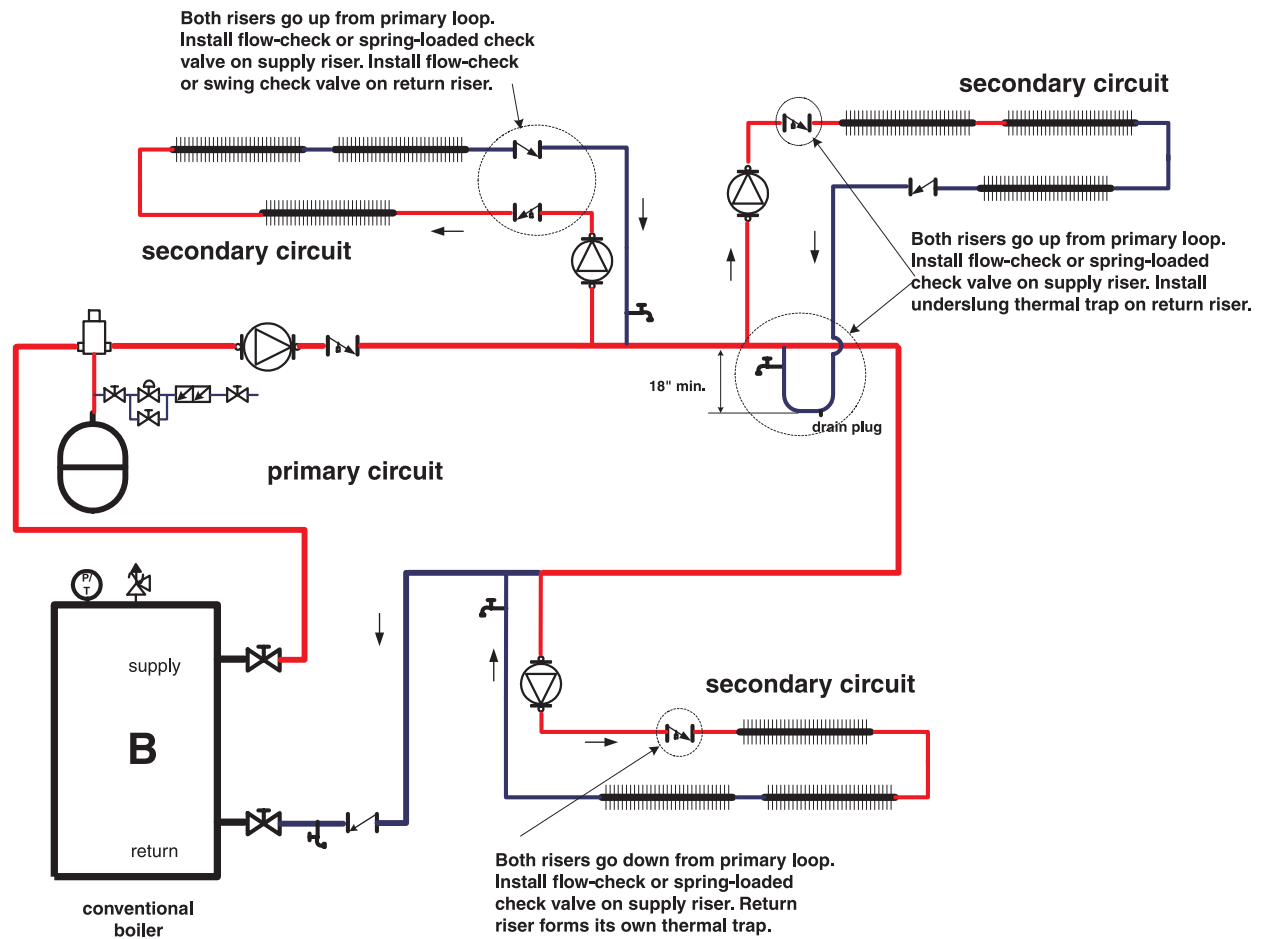 Both risers go up from primary loop.
Install flow-check or spring-loaded check
valve on supply riser. Install flow-check
or swing check valve on return riser.
secondary circuit
secondary circuit
Both risers go up from primary loop.
Install flow-check or spring-loaded
check valve on supply riser. Install
underslung thermal trap on return riser.
18" min.
drain plug
primary circuit
P/
T
supply
B
return
conventional
boiler
secondary circuit
Both risers go down from primary loop.
Install flow-check or spring-loaded
check valve on supply riser. Return
riser forms its own thermal trap.